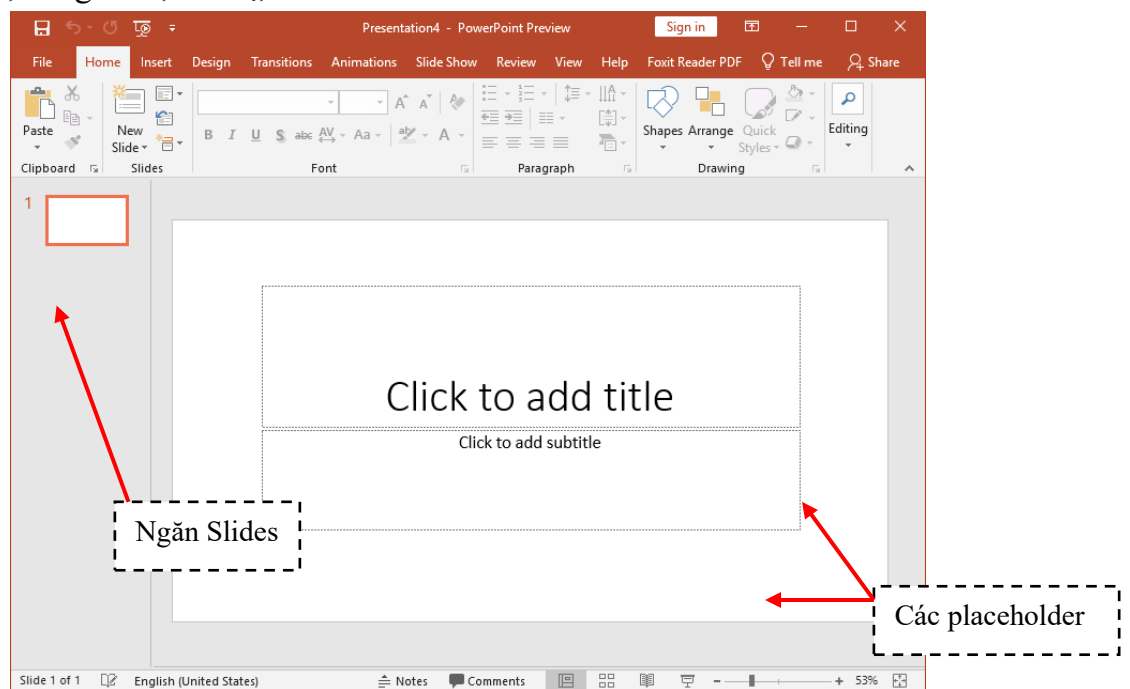 Presentation4 - PowerPoint Preview Sign in
File Home Insert Design Transitions Animations Slide Show Review View Help Foxit Reader PDF Tell me Share
Paste New Slide Shapes Arrange Quick Styles Editing
B I U S abc AV Aa A
Clipboard Slides Font Paragraph Drawing
1
Click to add title
Click to add subtitle
Ngăn Slides
Các placeholder
Slide 1 of 1 English (United States) Notes Comments 53%